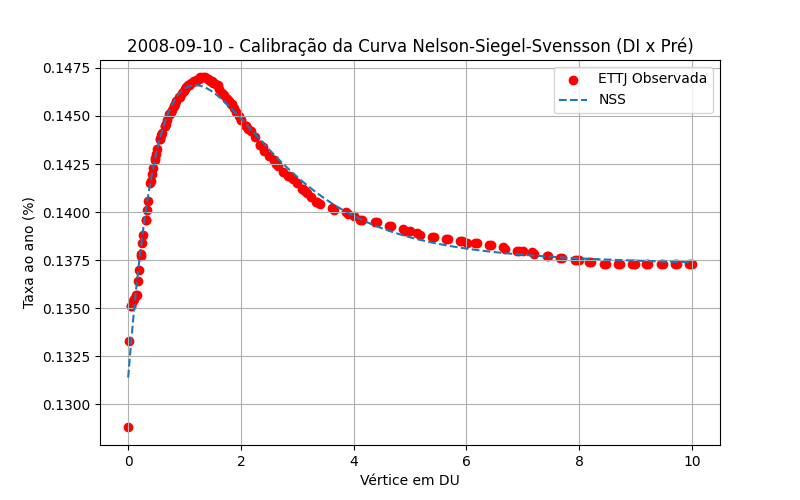 2008-09-10 - Calibração da Curva Nelson-Siegel-Svensson (DI x Pré)
0.1475
0.1450
0.1425
0.1400
0.1375
0.1350
0.1325
0.1300
Taxa ao ano (%)
ETTJ Observada
NSS
0 2 4 6 8 10
Vértice em DU